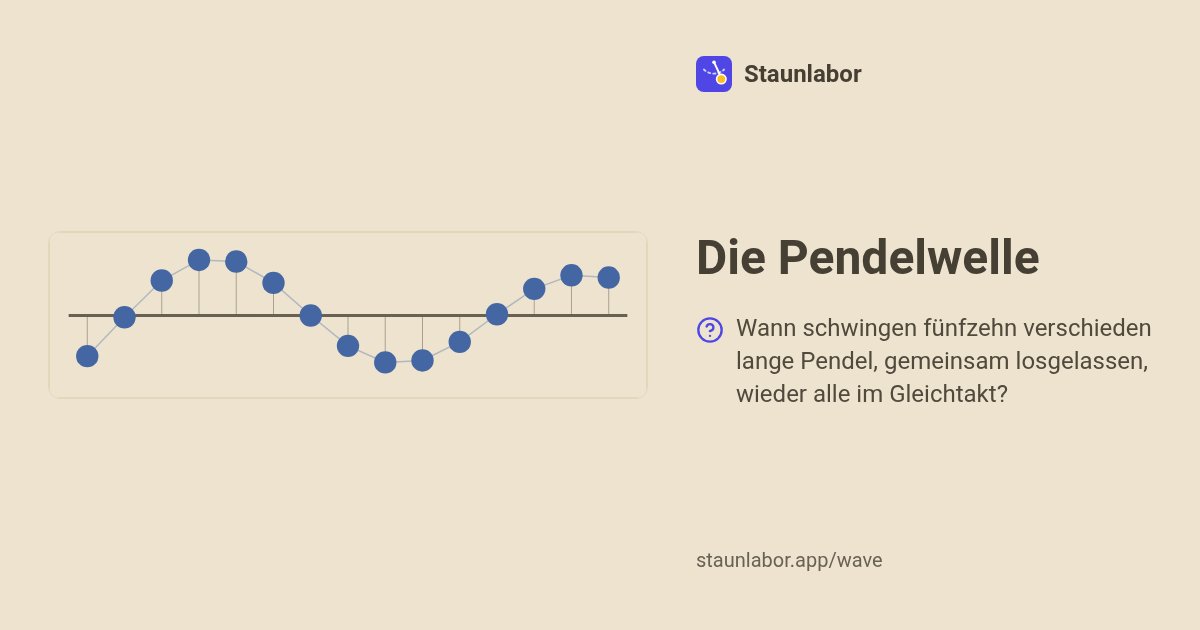 Staunlabor
Die Pendelwelle
Wann schwingen fünfzehn verschieden
lange Pendel, gemeinsam losgelassen,
wieder alle im Gleichtakt?
staunlabor.app/wave